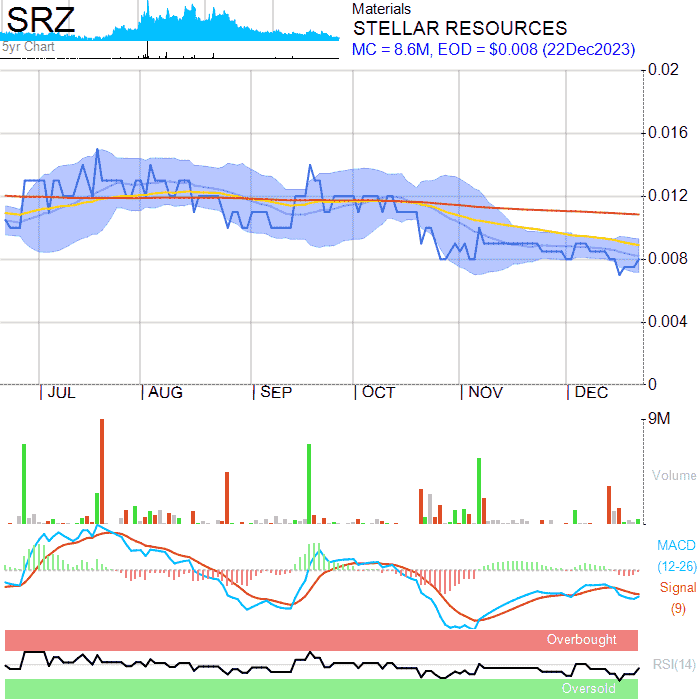 SRZ
5yr Chart
Materials
STELLAR RESOURCES
MC = 8.6M, EOD = $0.008 (22Dec2023)
0.02
0.016
0.012
0.008
0.004
0
JUL AUG SEP OCT NOV DEC
9M
Volume
MACD
(12-26)
Signal
(9)
Overbought
RSI(14)
Oversold